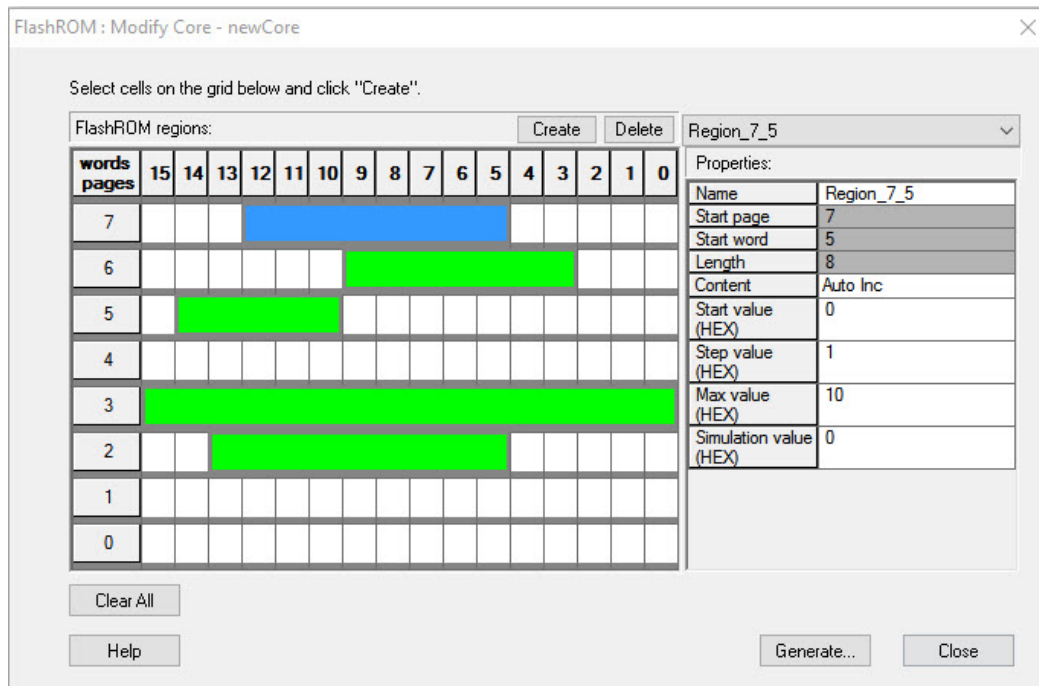 FlashROM : Modify Core - newCore
Select cells on the grid below and click "Create".
FlashROM regions:
Create
Delete
words
pages
15 14 13 12 11 10 9 8 7 6 5 4 3 2 1 0
7
6
5
4
3
2
1
0
Region_7_5
Properties:
Name Region_7_5
Start page 7
Start word 5
Length 8
Content Auto Inc
Start value 0
(HEX)
Step value 1
(HEX)
Max value 10
(HEX)
Simulation value 0
(HEX)
Clear All
Help
Generate...
Close